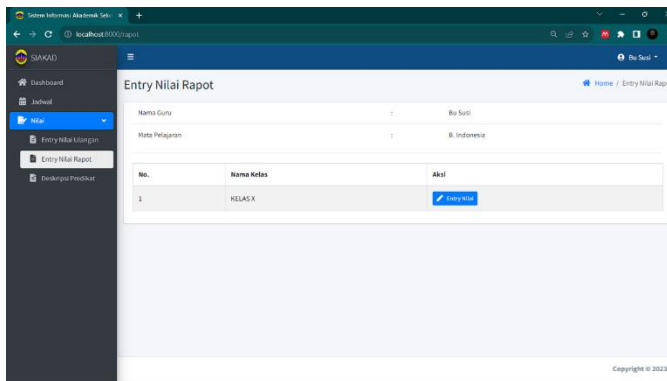 Sistem Informasi Akademik Seko
localhost:8000/rapot
SIAKAD
Bu Susi
Dashboard
Jadwal
Nilai
Entry Nilai Ulangan
Entry Nilai Rapot
Deskripsi Predikat
Entry Nilai Rapot
Home / Entry Nilai Rap
Nama Guru : Bu Susi
Mata Pelajaran : B. Indonesia
No. Nama Kelas Aksi
1 KELAS X Entry Nilai
Copyright © 2023